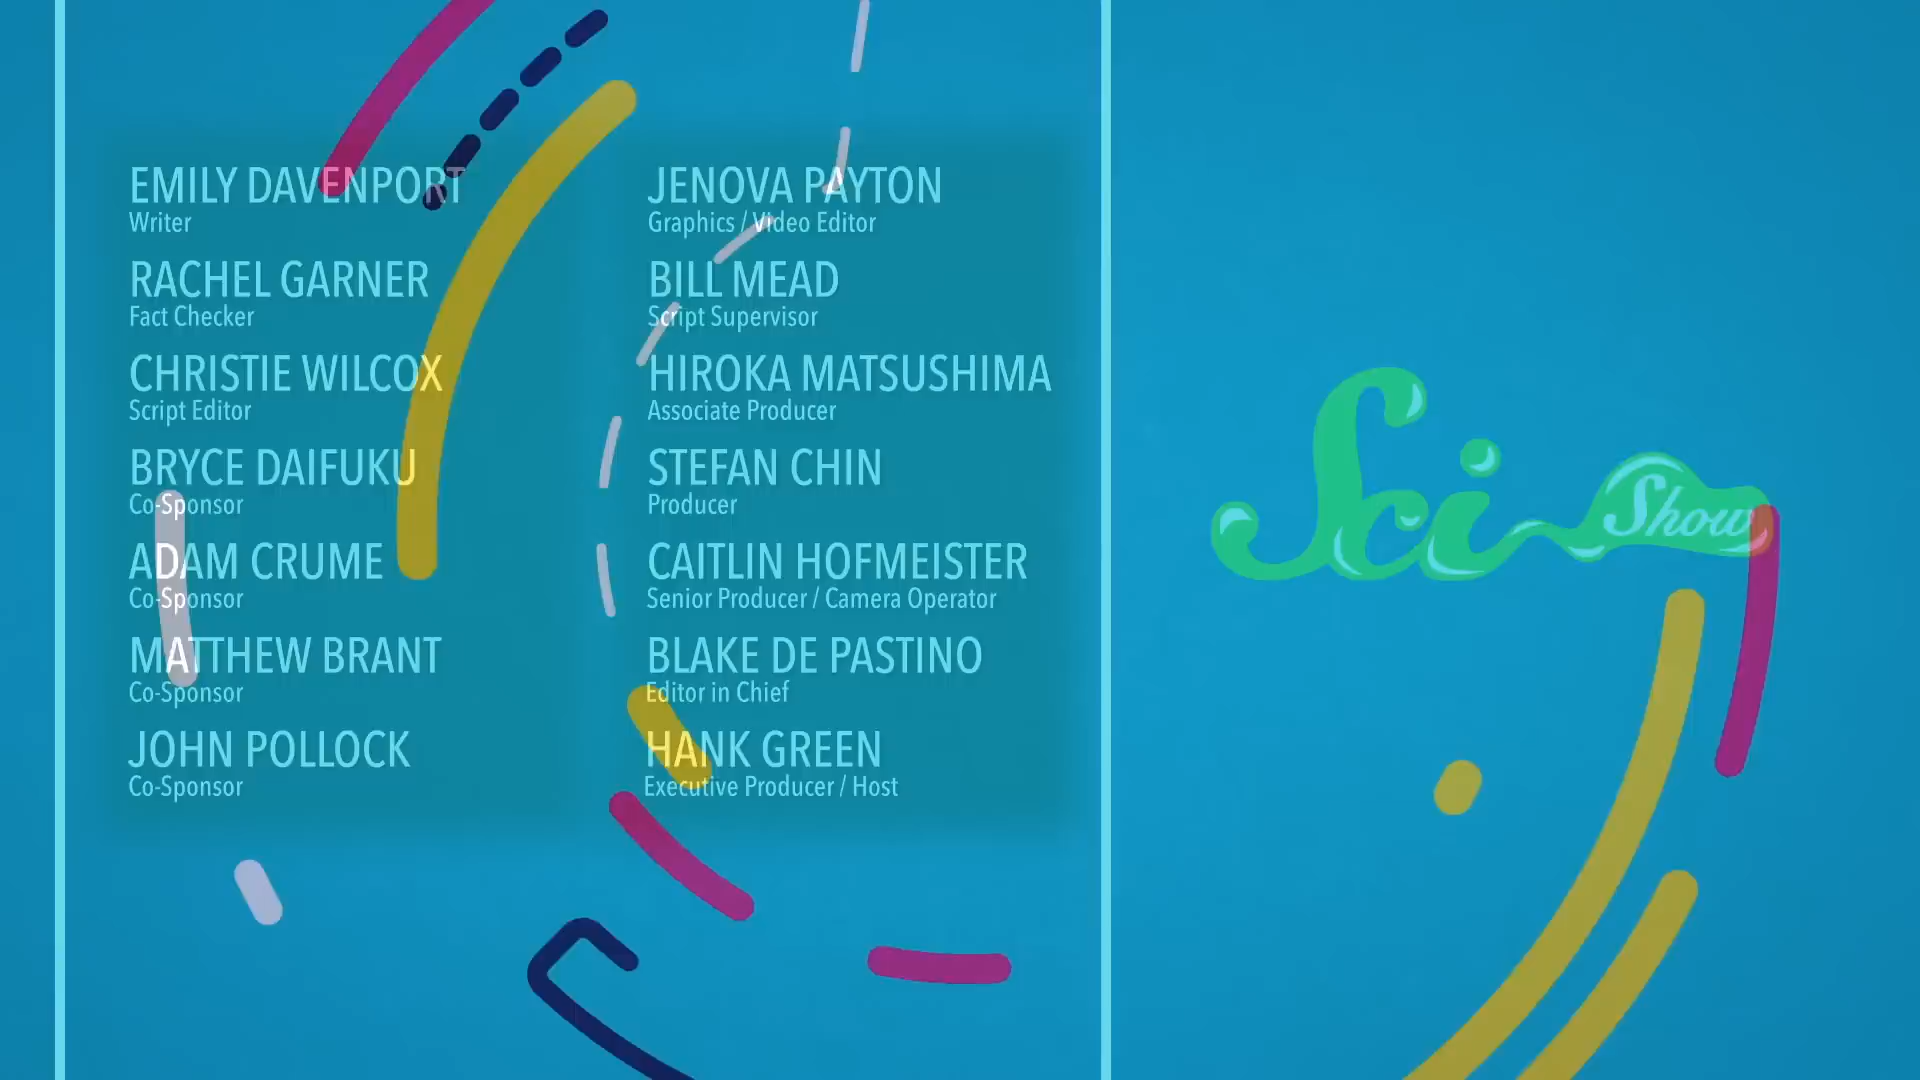 EMILY DAVENPORT
Writer
RACHEL GARNER
Fact Checker
CHRISTIE WILCOX
Script Editor
BRYCE DAIFUKU
Co-Sponsor
ADAM CRUME
Co-Sponsor
MATTHEW BRANT
Co-Sponsor
JOHN POLLOCK
Co-Sponsor
JENOVA PAYTON
Graphics / Video Editor
BILL MEAD
Script Supervisor
HIROKA MATSUSHIMA
Associate Producer
STEFAN CHIN
Producer
CAITLIN HOFMEISTER
Senior Producer / Camera Operator
BLAKE DE PASTINO
Editor in Chief
HANK GREEN
Executive Producer / Host
Sci Show